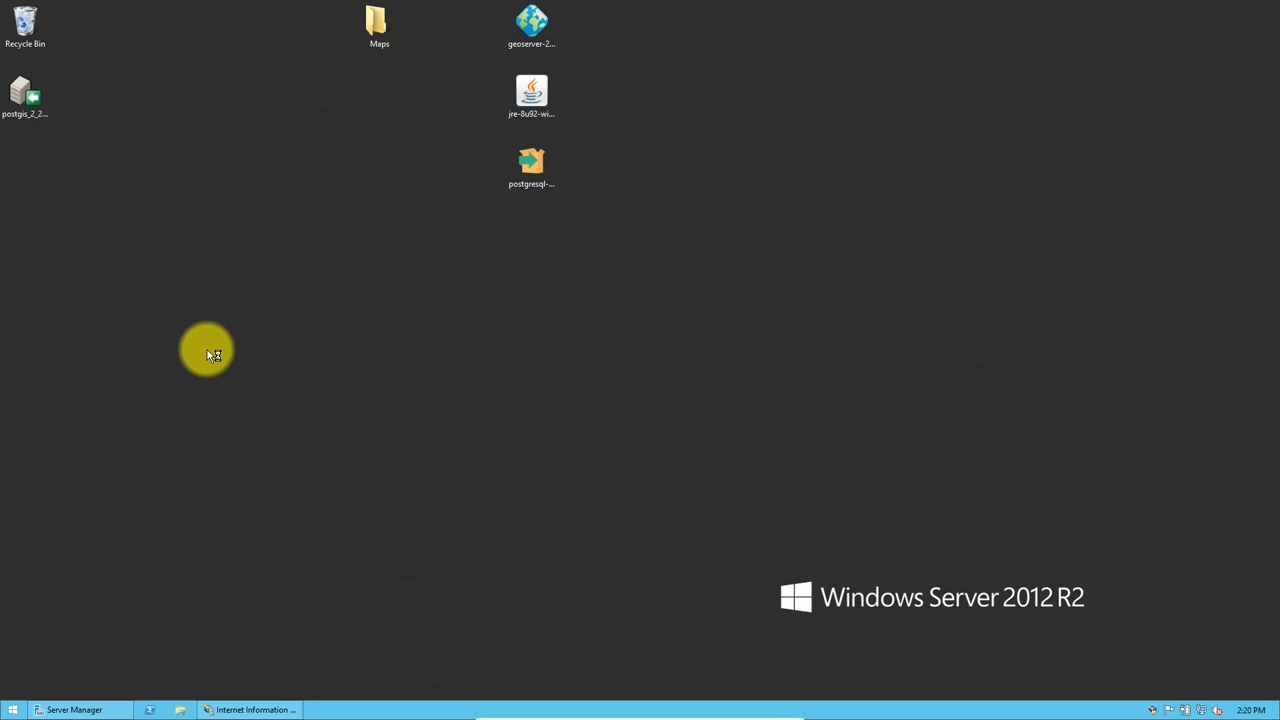 Recycle Bin
Maps
geoserver-2...
postgis_2_2...
jre-8u92-wi...
postgresql-...
Windows Server 2012 R2
Server Manager
Internet Information ...
2:20 PM